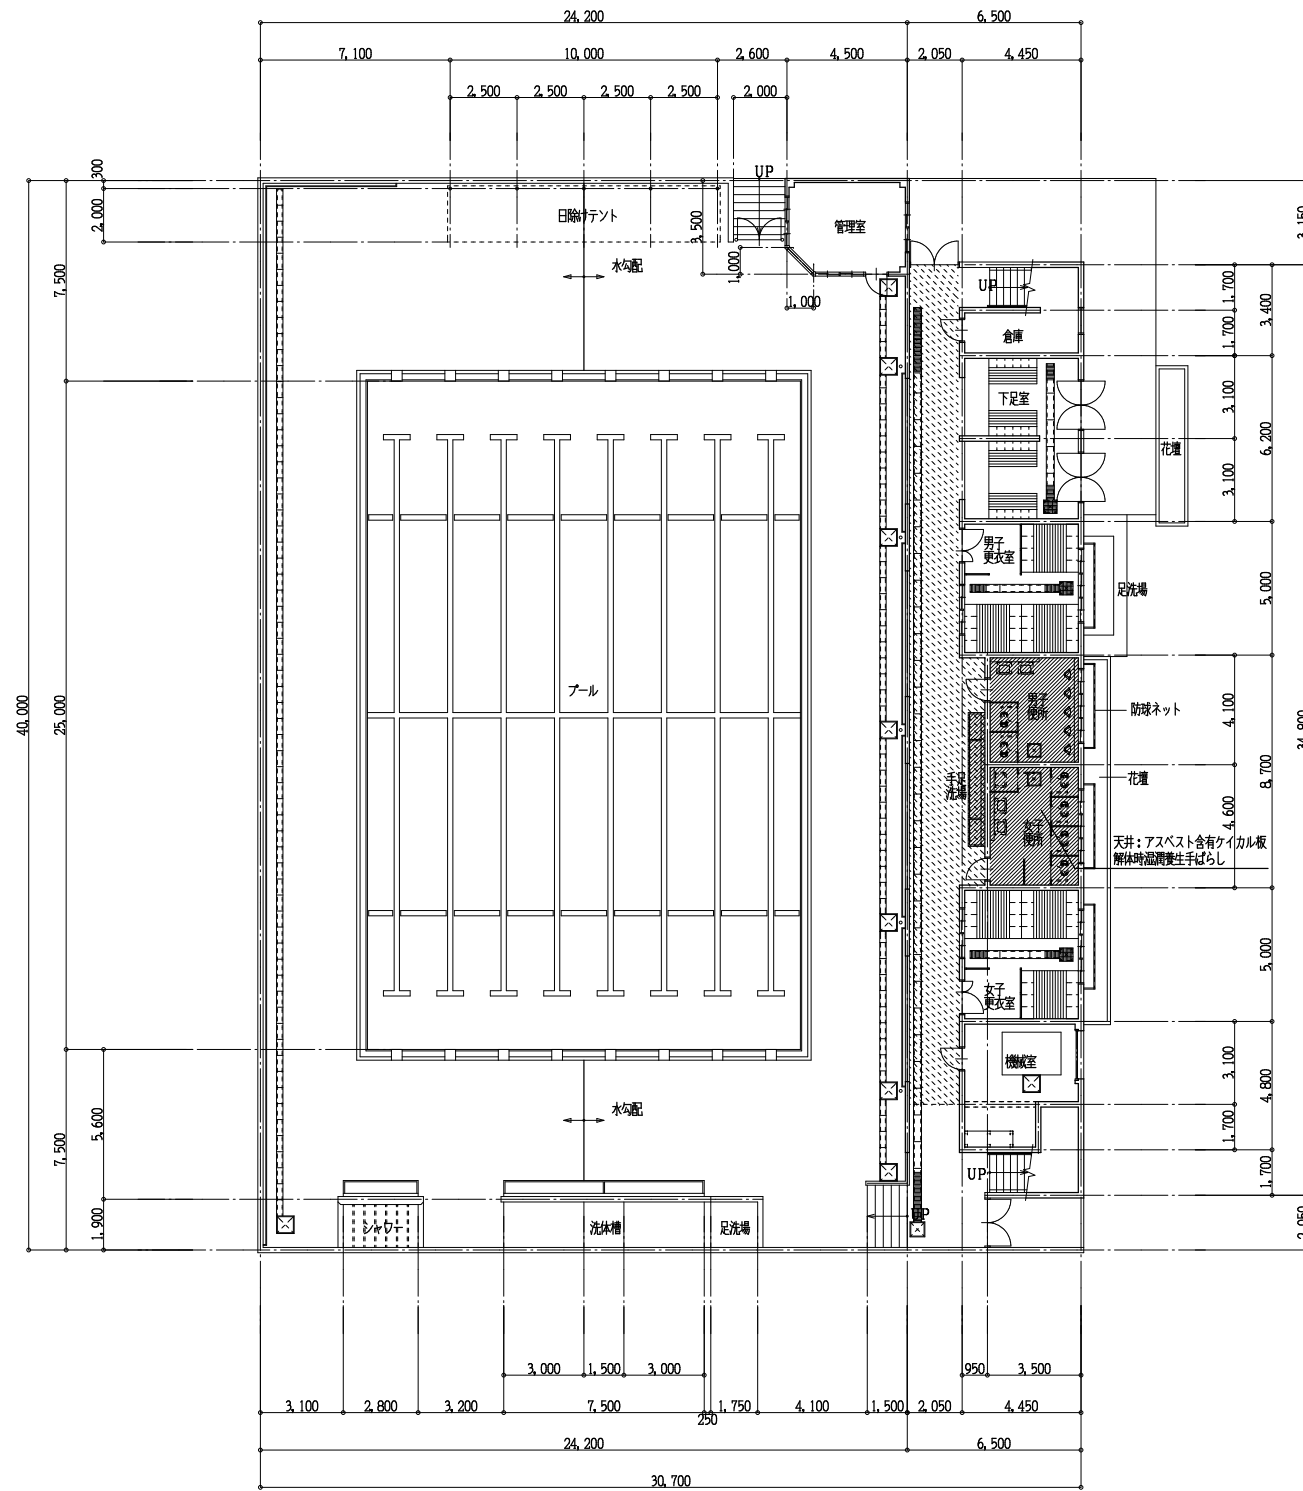 24,200
6,500
7,100
10,000
2,600
4,500
2,050
4,450
2,500
2,500
2,500
2,500
2,000
UP
300
2,000
7,500
40,000
25,000
5,600
7,500
1,900
日除けテント
3,500
1,000
1,000
管理室
水勾配
UP
倉庫
下足室
花壇
男子
更衣室
足洗場
プール
男子
便所
防球ネット
手足
洗場
花壇
女子
便所
天井：アスベスト含有ケイカル板
解体時湿潤養生手ばらし
女子
更衣室
機械室
水勾配
UP
UP
シャワー
洗体槽
足洗場
3,150
1,700
3,400
1,700
3,100
6,200
3,100
5,000
4,100
34,800
8,700
4,600
5,000
3,100
4,800
1,700
1,700
2,050
3,000
1,500
3,000
950
3,500
3,100
2,800
3,200
7,500
250
1,750
4,100
1,500
2,050
4,450
24,200
6,500
30,700